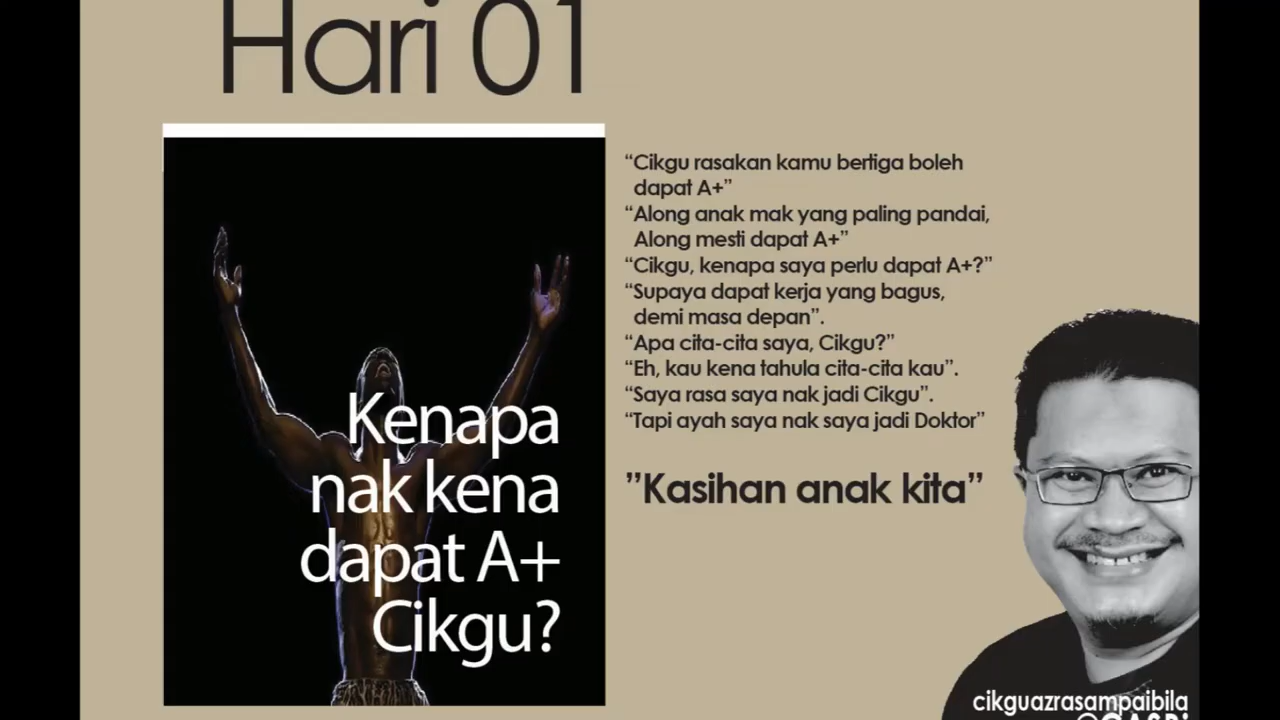 Hari 01
Kenapa
nak kena
dapat A+
Cikgu?
“Cikgu rasakan kamu bertiga boleh
dapat A+”
“Along anak mak yang paling pandai,
Along mesti dapat A+”
“Cikgu, kenapa saya perlu dapat A+?”
“Supaya dapat kerja yang bagus,
demi masa depan”.
“Apa cita-cita saya, Cikgu?”
“Eh, kau kena tahula cita-cita kau”.
“Saya rasa saya nak jadi Cikgu”.
“Tapi ayah saya nak saya jadi Doktor”
”Kasihan anak kita”
cikguazrasampaibila